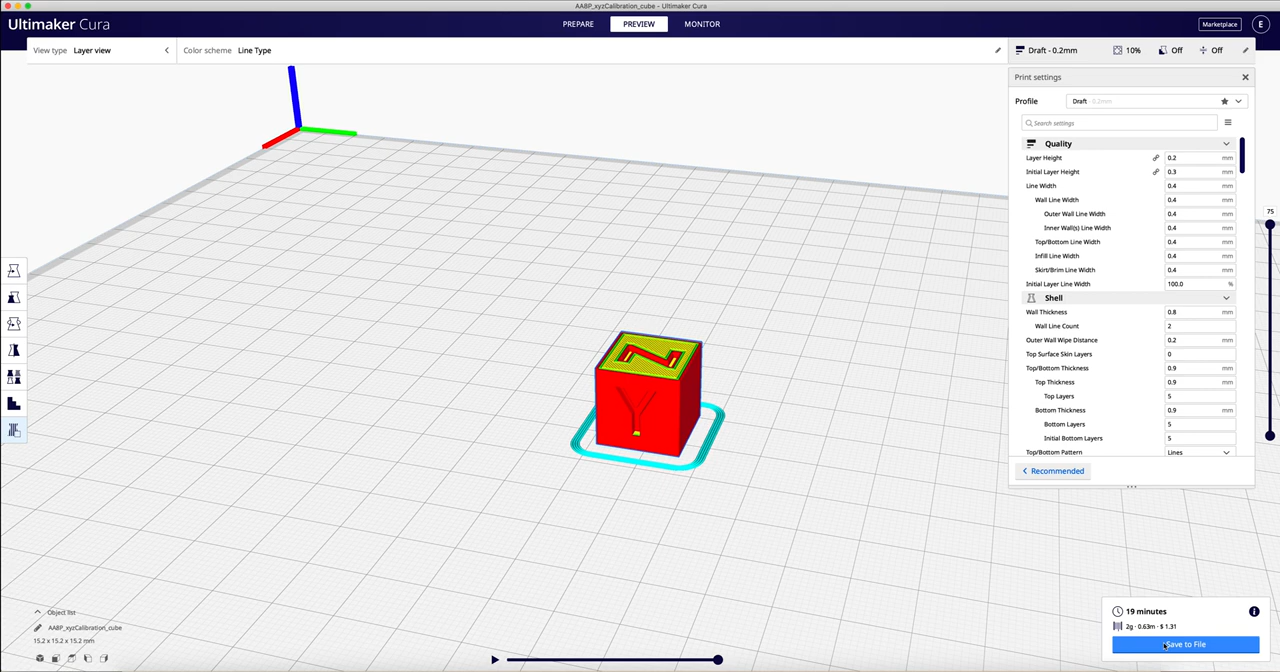 AA8P_xyzCalibration_cube - Ultimaker Cura
Ultimaker Cura
PREPARE PREVIEW MONITOR
Marketplace E
View type Layer view
Color scheme Line Type
Draft - 0.2mm 10% Off Off
Print settings
Profile Draft - 0.2mm
Search settings
Quality
Layer Height 0.2 mm
Initial Layer Height 0.3 mm
Line Width 0.4 mm
Wall Line Width 0.4 mm
Outer Wall Line Width 0.4 mm
Inner Wall(s) Line Width 0.4 mm
Top/Bottom Line Width 0.4 mm
Infill Line Width 0.4 mm
Skirt/Brim Line Width 0.4 mm
Initial Layer Line Width 100.0 %
Shell
Wall Thickness 0.8 mm
Wall Line Count 2
Outer Wall Wipe Distance 0.2 mm
Top Surface Skin Layers 0
Top/Bottom Thickness 0.9 mm
Top Thickness 0.9 mm
Top Layers 5
Bottom Thickness 0.9 mm
Bottom Layers 5
Initial Bottom Layers 5
Top/Bottom Pattern Lines
Recommended
75
Z
Y
Object list
AA8P_xyzCalibration_cube
15.2 x 15.2 x 15.2 mm
19 minutes
2g · 0.63m · $ 1.31
Save to File